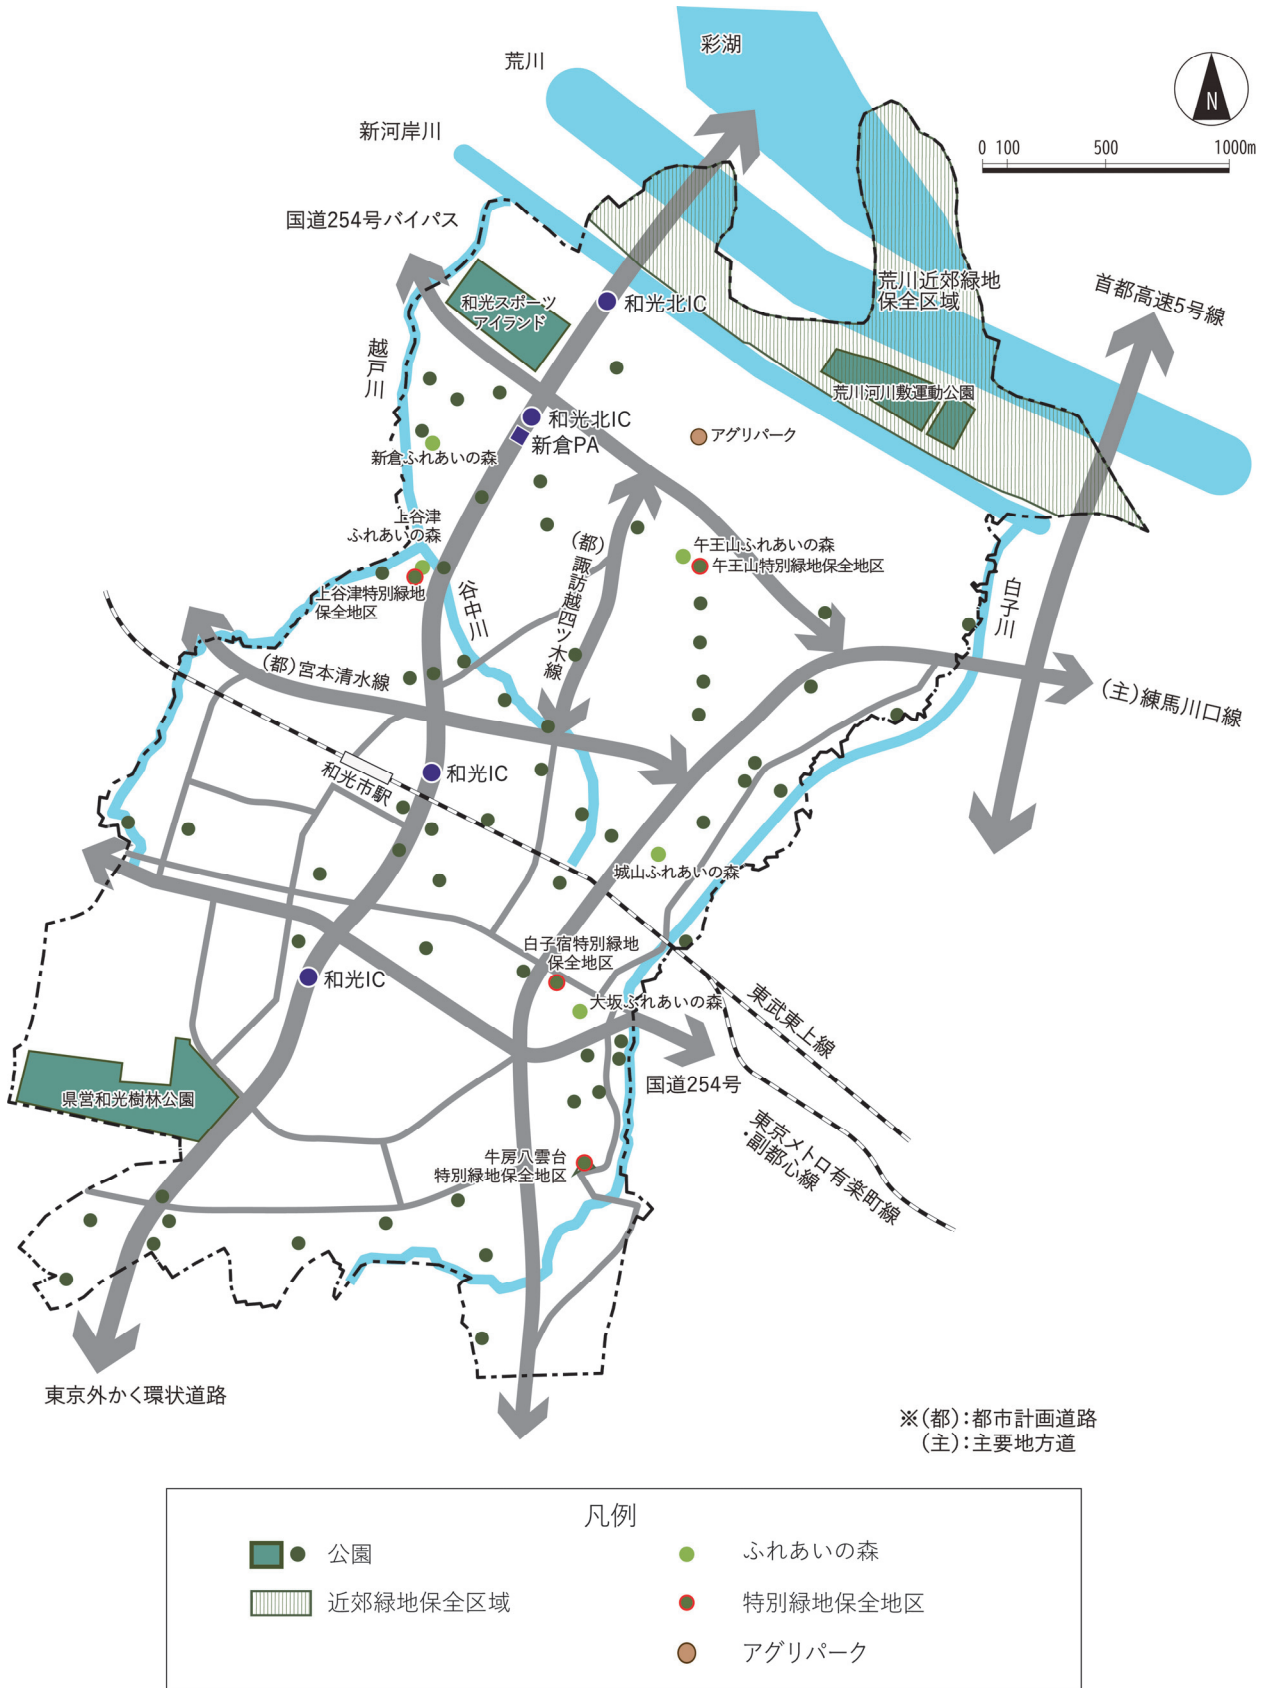 彩湖
荒川
N
新河岸川
0 100 500 1000m
国道254号バイパス
荒川近郊緑地
保全区域
首都高速5号線
和光スポーツ
アイランド
和光北IC
越戸川
荒川河川敷運動公園
和光北IC
新倉PA
アグリパーク
新倉ふれあいの森
上谷津
ふれあいの森
(都)諏訪越四ツ木線
午王山ふれあいの森
午王山特別緑地保全地区
上谷津特別緑地
保全地区
谷中川
白子川
(都)宮本清水線
(主)練馬川口線
和光市駅
和光IC
城山ふれあいの森
白子宿特別緑地
保全地区
和光IC
大坂ふれあいの森
東武東上線
国道254号
県営和光樹林公園
東京メトロ有楽町線
・副都心線
牛房八雲台
特別緑地保全地区
東京外かく環状道路
※(都):都市計画道路
(主):主要地方道
凡例
公園
ふれあいの森
近郊緑地保全区域
特別緑地保全地区
アグリパーク